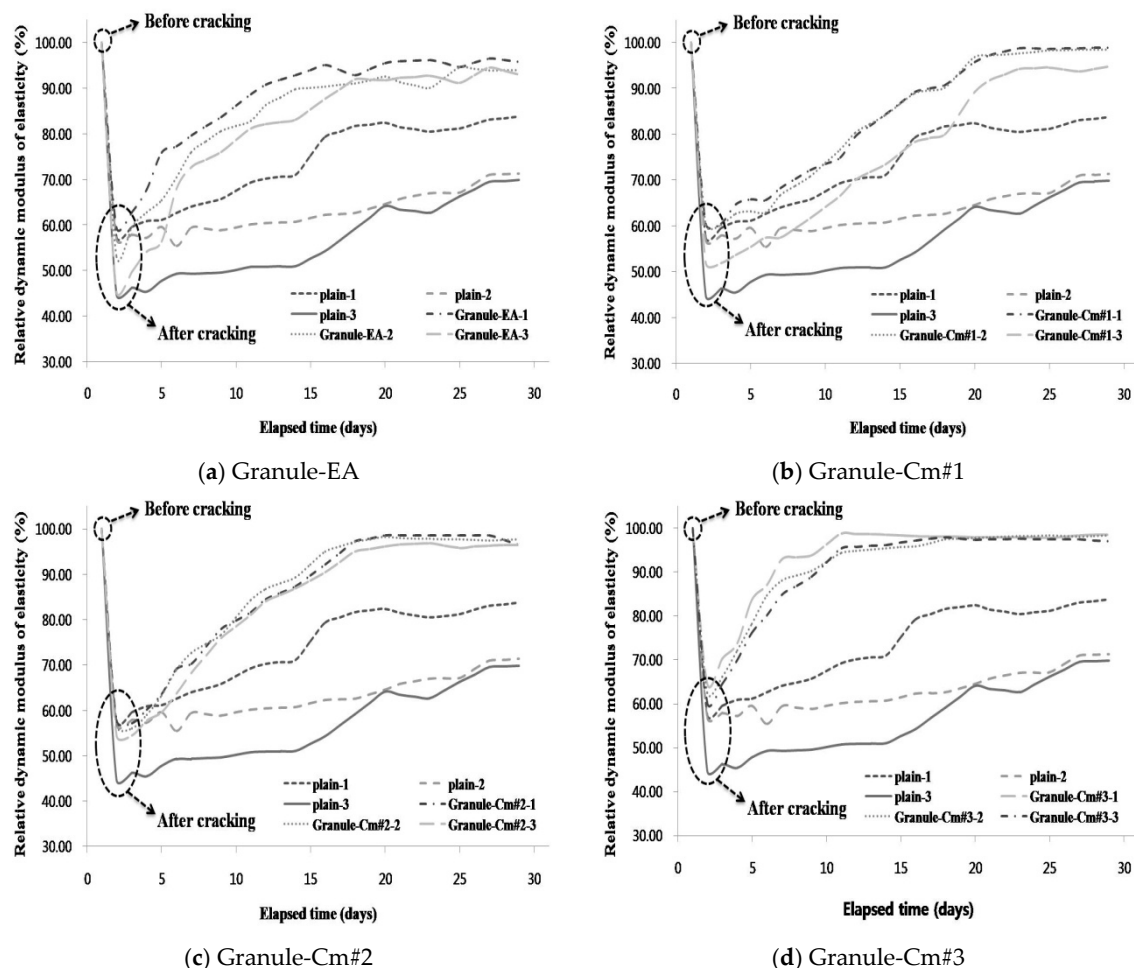 Before cracking
Relative dynamic modulus of elasticity (%)
100.00
90.00
80.00
70.00
60.00
50.00
40.00
30.00
plain-1 plain-2
plain-3 Granule-EA-1
Granule-EA-2 Granule-EA-3
After cracking
0 5 10 15 20 25 30
Elapsed time (days)
(a) Granule-EA
Before cracking
Relative dynamic modulus of elasticity (%)
100.00
90.00
80.00
70.00
60.00
50.00
40.00
30.00
plain-1 plain-2
plain-3 Granule-Cm#1-1
Granule-Cm#1-2 Granule-Cm#1-3
After cracking
0 5 10 15 20 25 30
Elapsed time (days)
(b) Granule-Cm#1
Before cracking
Relative dynamic modulus of elasticity (%)
100.00
90.00
80.00
70.00
60.00
50.00
40.00
30.00
plain-1 plain-2
plain-3 Granule-Cm#2-1
Granule-Cm#2-2 Granule-Cm#2-3
After cracking
0 5 10 15 20 25 30
Elapsed time (days)
(c) Granule-Cm#2
Before cracking
Relative dynamic modulus of elasticity (%)
100.00
90.00
80.00
70.00
60.00
50.00
40.00
30.00
plain-1 plain-2
plain-3 Granule-Cm#3-1
Granule-Cm#3-2 Granule-Cm#3-3
After cracking
0 5 10 15 20 25 30
Elapsed time (days)
(d) Granule-Cm#3